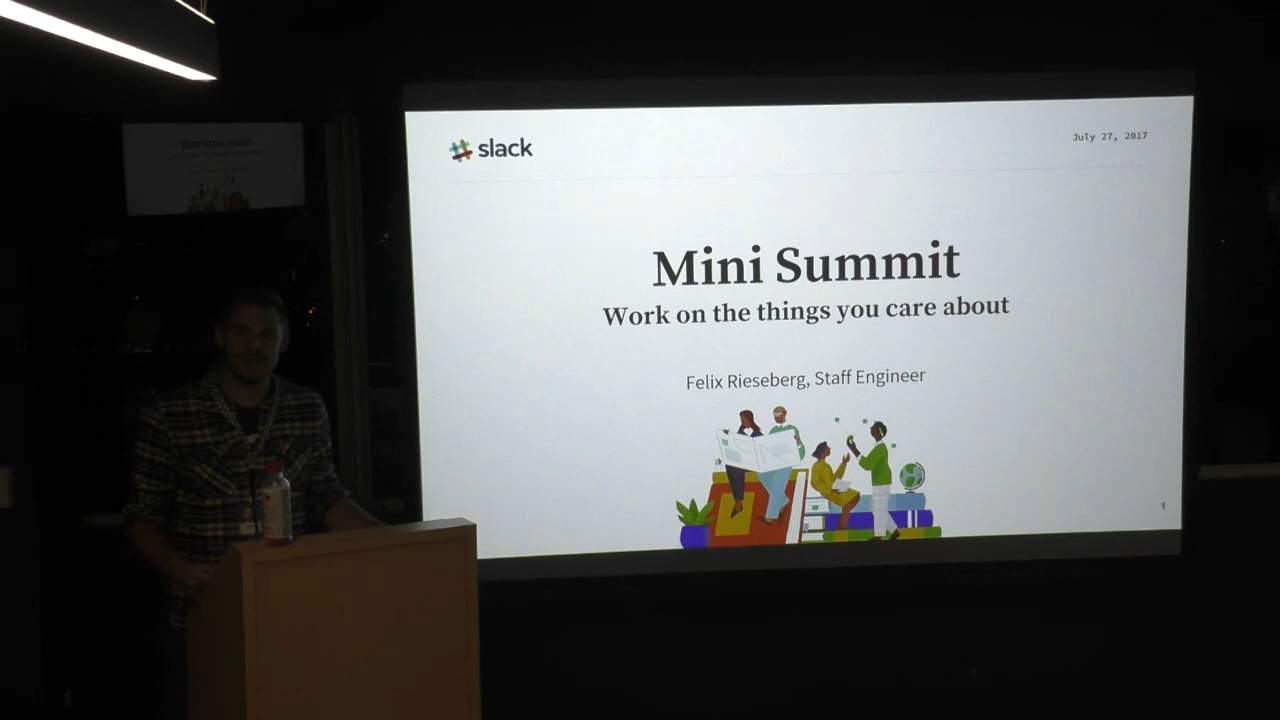 slack
July 27, 2017
Mini Summit
Work on the things you care about
Felix Rieseberg, Staff Engineer
1